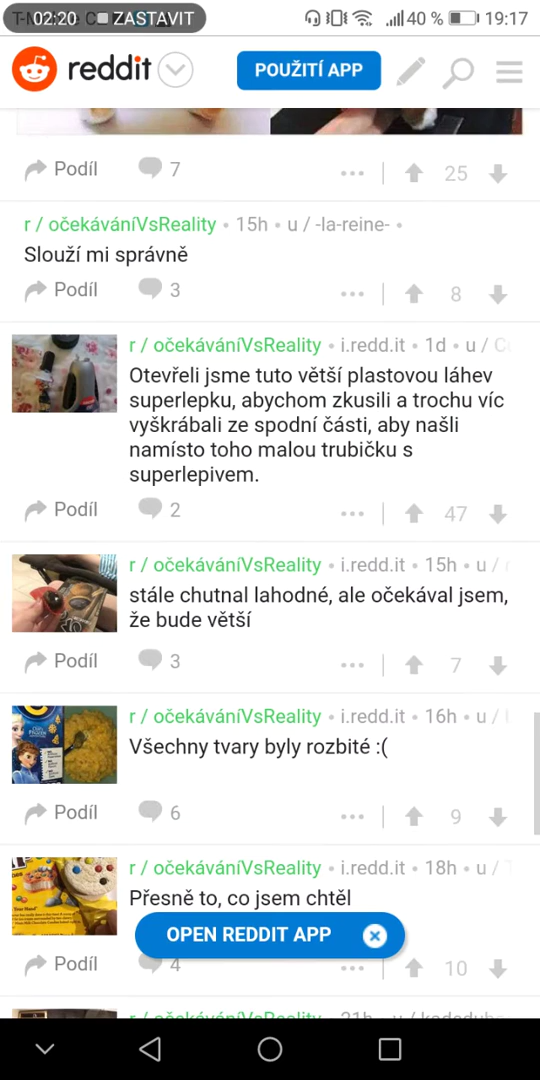 02:20 ZASTAVIT 40 % 19:17
reddit POUŽITÍ APP
Podíl 7 25
r / očekáváníVsReality • 15h • u / -la-reine- •
Slouží mi správně
Podíl 3 8
r / očekáváníVsReality • i.redd.it • 1d • u /
Otevřeli jsme tuto větší plastovou láhev
superlepku, abychom zkusili a trochu víc
vyškrábali ze spodní části, aby našli
namísto toho malou trubičku s
superlepivem.
Podíl 2 47
r / očekáváníVsReality • i.redd.it • 15h • u /
stále chutnal lahodné, ale očekával jsem,
že bude větší
Podíl 3 7
r / očekáváníVsReality • i.redd.it • 16h • u /
Všechny tvary byly rozbité :(
Podíl 6 9
r / očekáváníVsReality • i.redd.it • 18h • u /
Přesně to, co jsem chtěl
OPEN REDDIT APP
Podíl 4 10
r / očekáváníVsReality